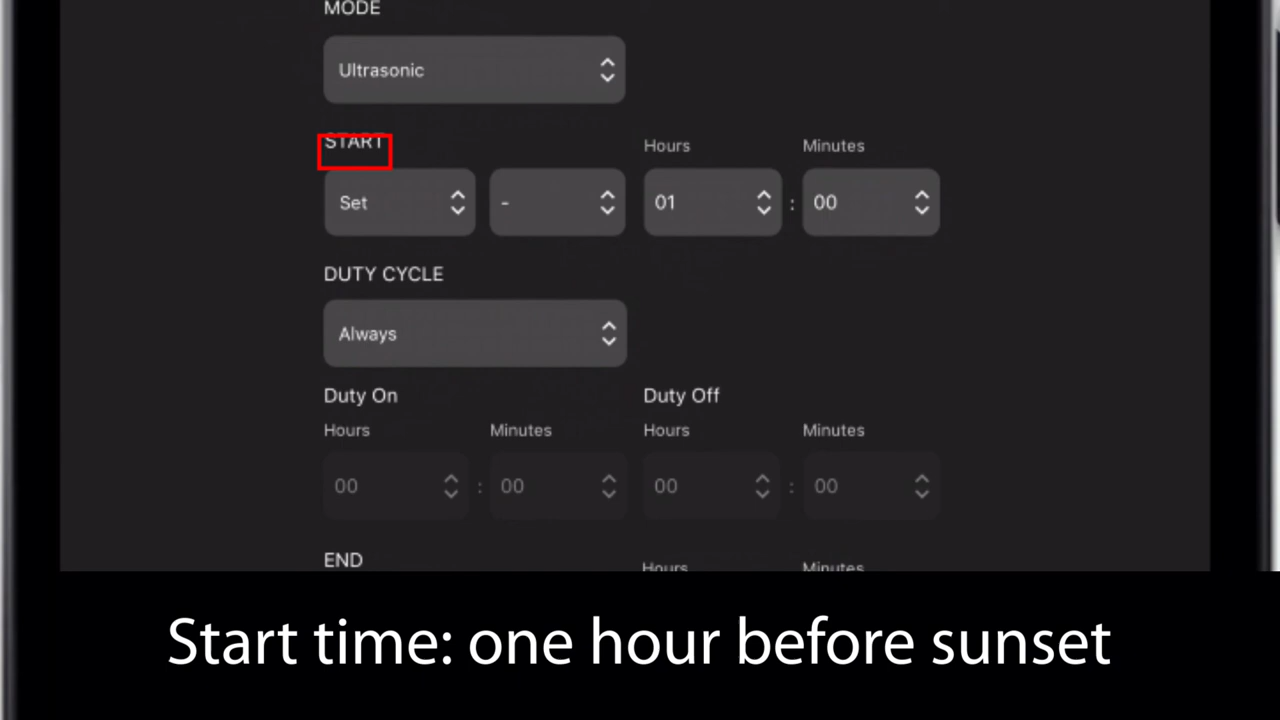 MODE
Ultrasonic
START Hours Minutes
Set - 01 : 00
DUTY CYCLE
Always
Duty On Duty Off
Hours Minutes Hours Minutes
00 : 00 00 : 00
END Hours Minutes
Start time: one hour before sunset